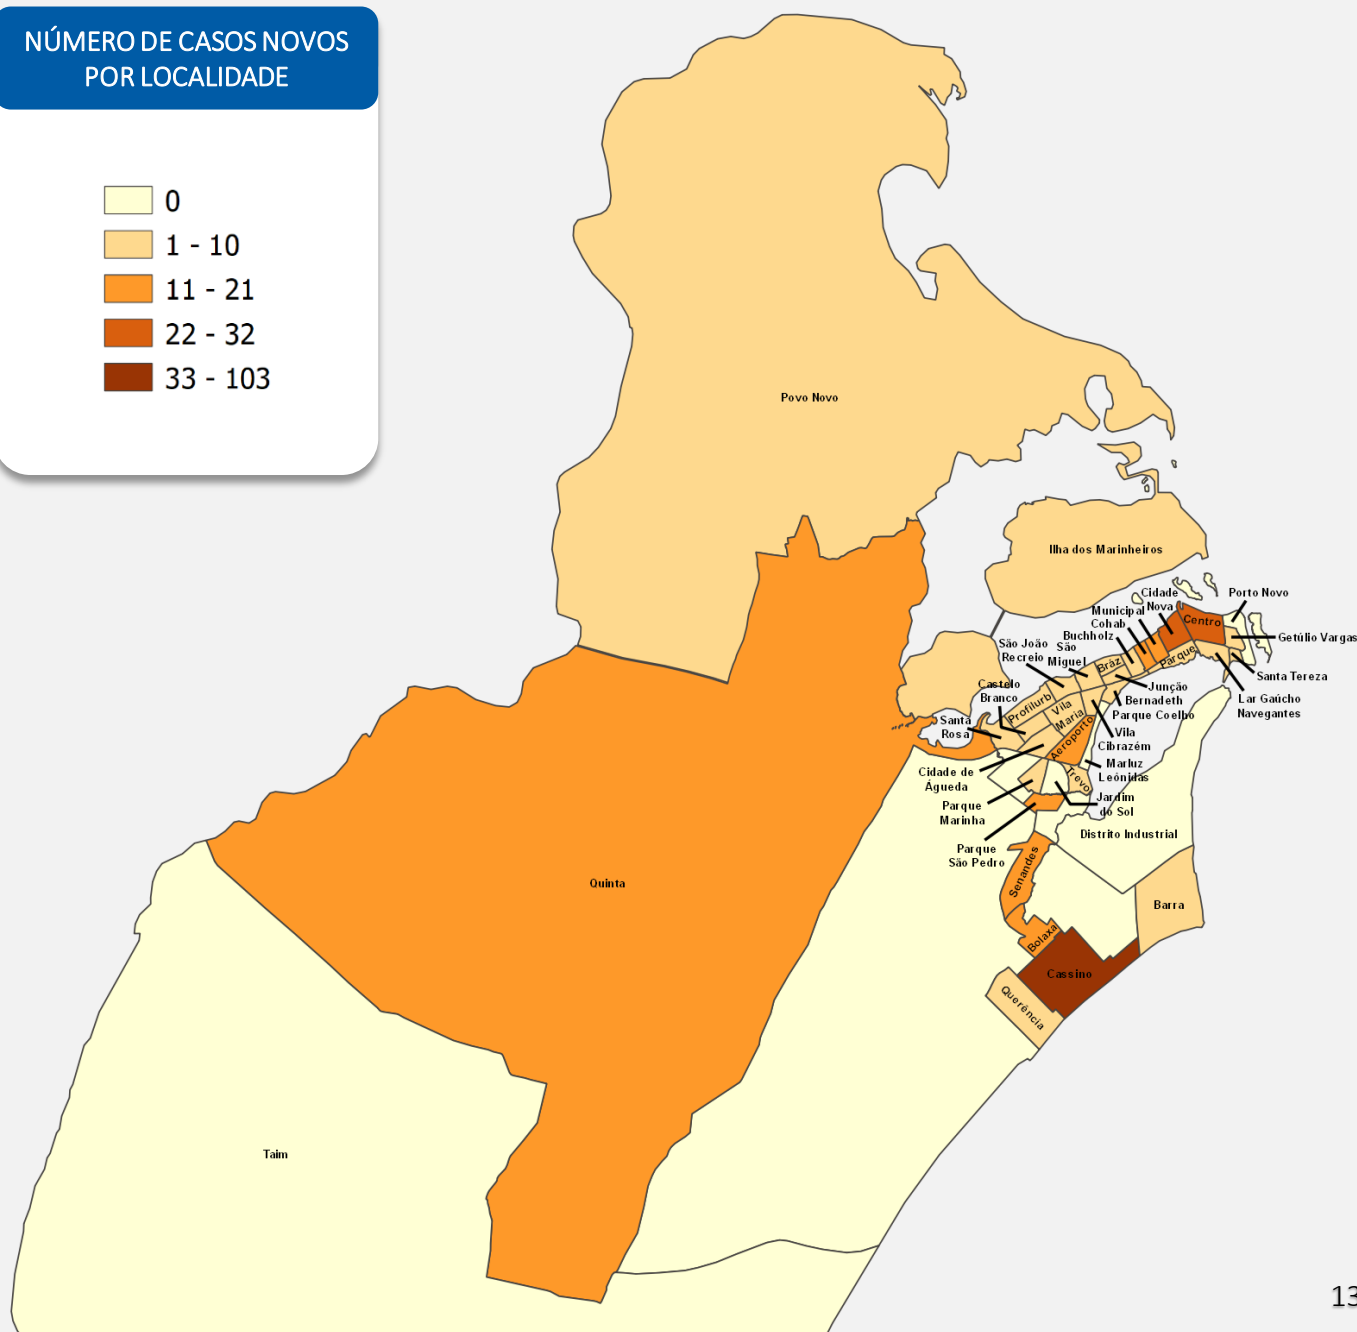 NÚMERO DE CASOS NOVOS
POR LOCALIDADE
0
1 - 10
11 - 21
22 - 32
33 - 103
Povo Novo
Ilha dos Marinheiros
Cidade
Nova
Porto Novo
Municipal
Cohab
Buchholz
Centro
Getúlio Vargas
São João
Recreio
São
Miguel
Bráz
Parque
Santa Tereza
Castelo
Branco
Junção
Bernadeth
Parque Coelho
Lar Gaúcho
Navegantes
Profilurb
Vila
Maria
Santa
Rosa
Aeroporto
Vila
Cibrazém
Cidade de
Águeda
Marluz
Leónidas
Trevo
Parque
Marinha
Jardim
do Sol
Distrito Industrial
Parque
São Pedro
Senandes
Quinta
Barra
Bolaxa
Cassino
Querência
Taim
13